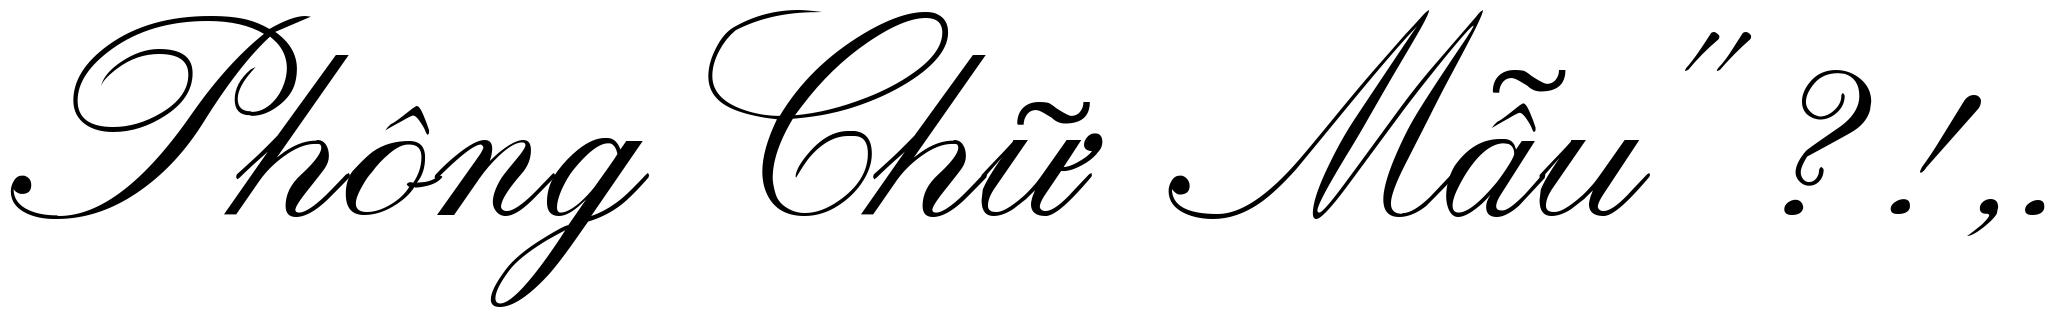 Phông Chữ Mẫu " ? ! , .